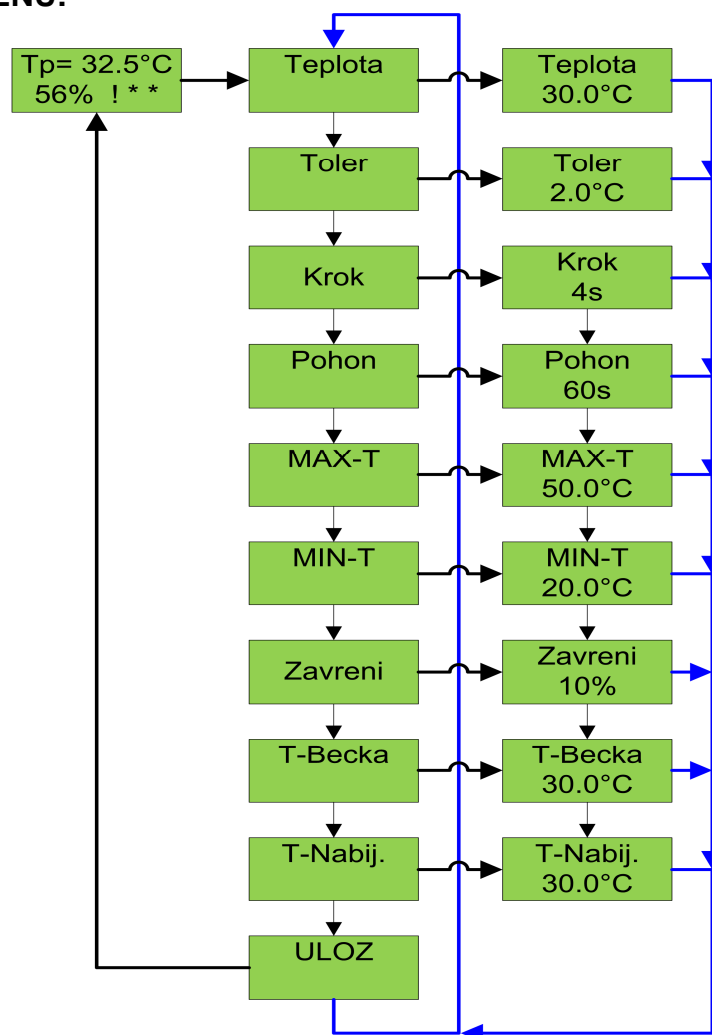 Tp= 32.5°C
56% ! * *
Teplota
Teplota
30.0°C
Toler
Toler
2.0°C
Krok
Krok
4s
Pohon
Pohon
60s
MAX-T
MAX-T
50.0°C
MIN-T
MIN-T
20.0°C
Zavreni
Zavreni
10%
T-Becka
T-Becka
30.0°C
T-Nabij.
T-Nabij.
30.0°C
ULOZ